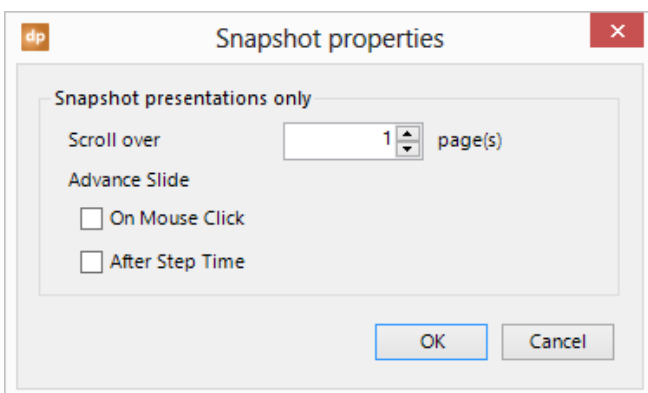 dp
Snapshot properties
Snapshot presentations only
Scroll over 1 page(s)
Advance Slide
On Mouse Click
After Step Time
OK Cancel